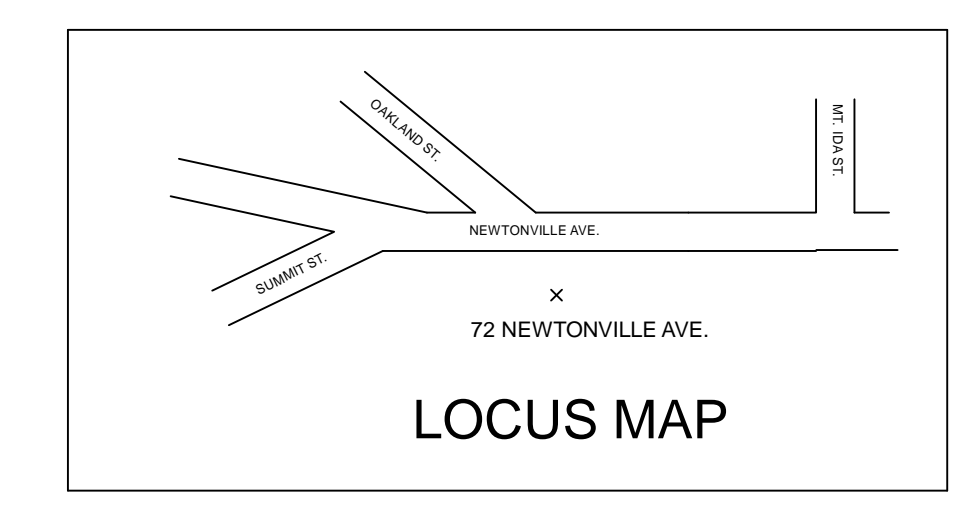 OAKLAND ST.
MT. IDA ST.
NEWTONVILLE AVE.
SUMMIT ST.
72 NEWTONVILLE AVE.
LOCUS MAP